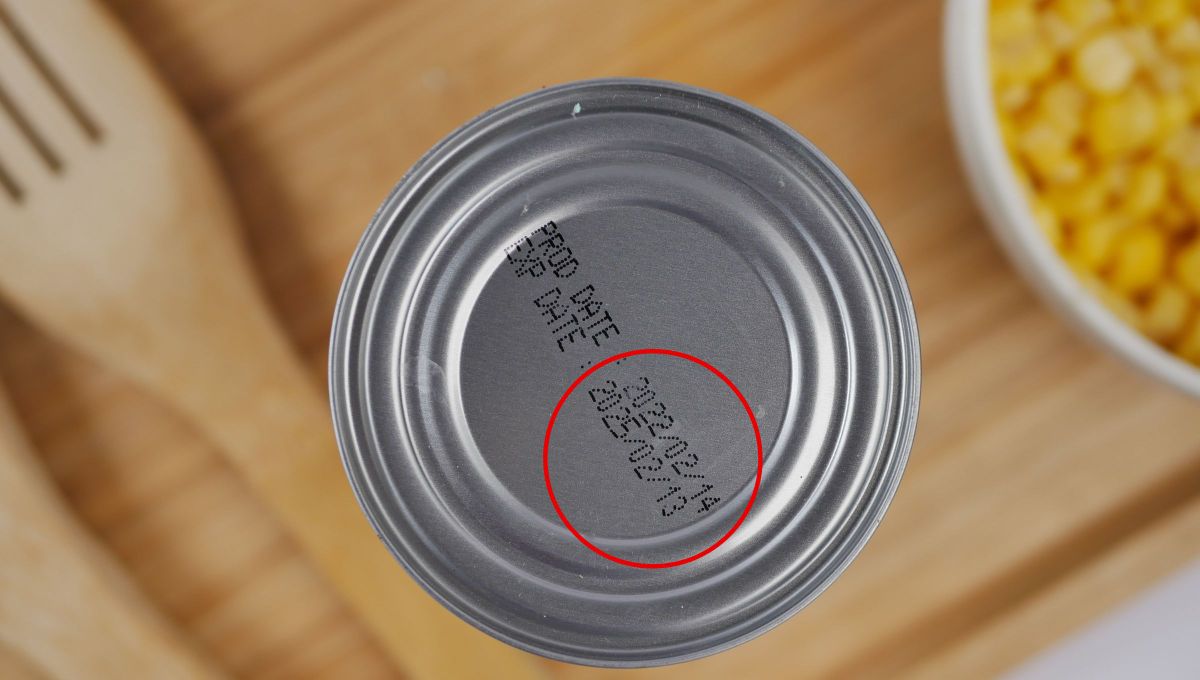 PROD DATE : 2022/02/14
EXP DATE : 2025/02/13